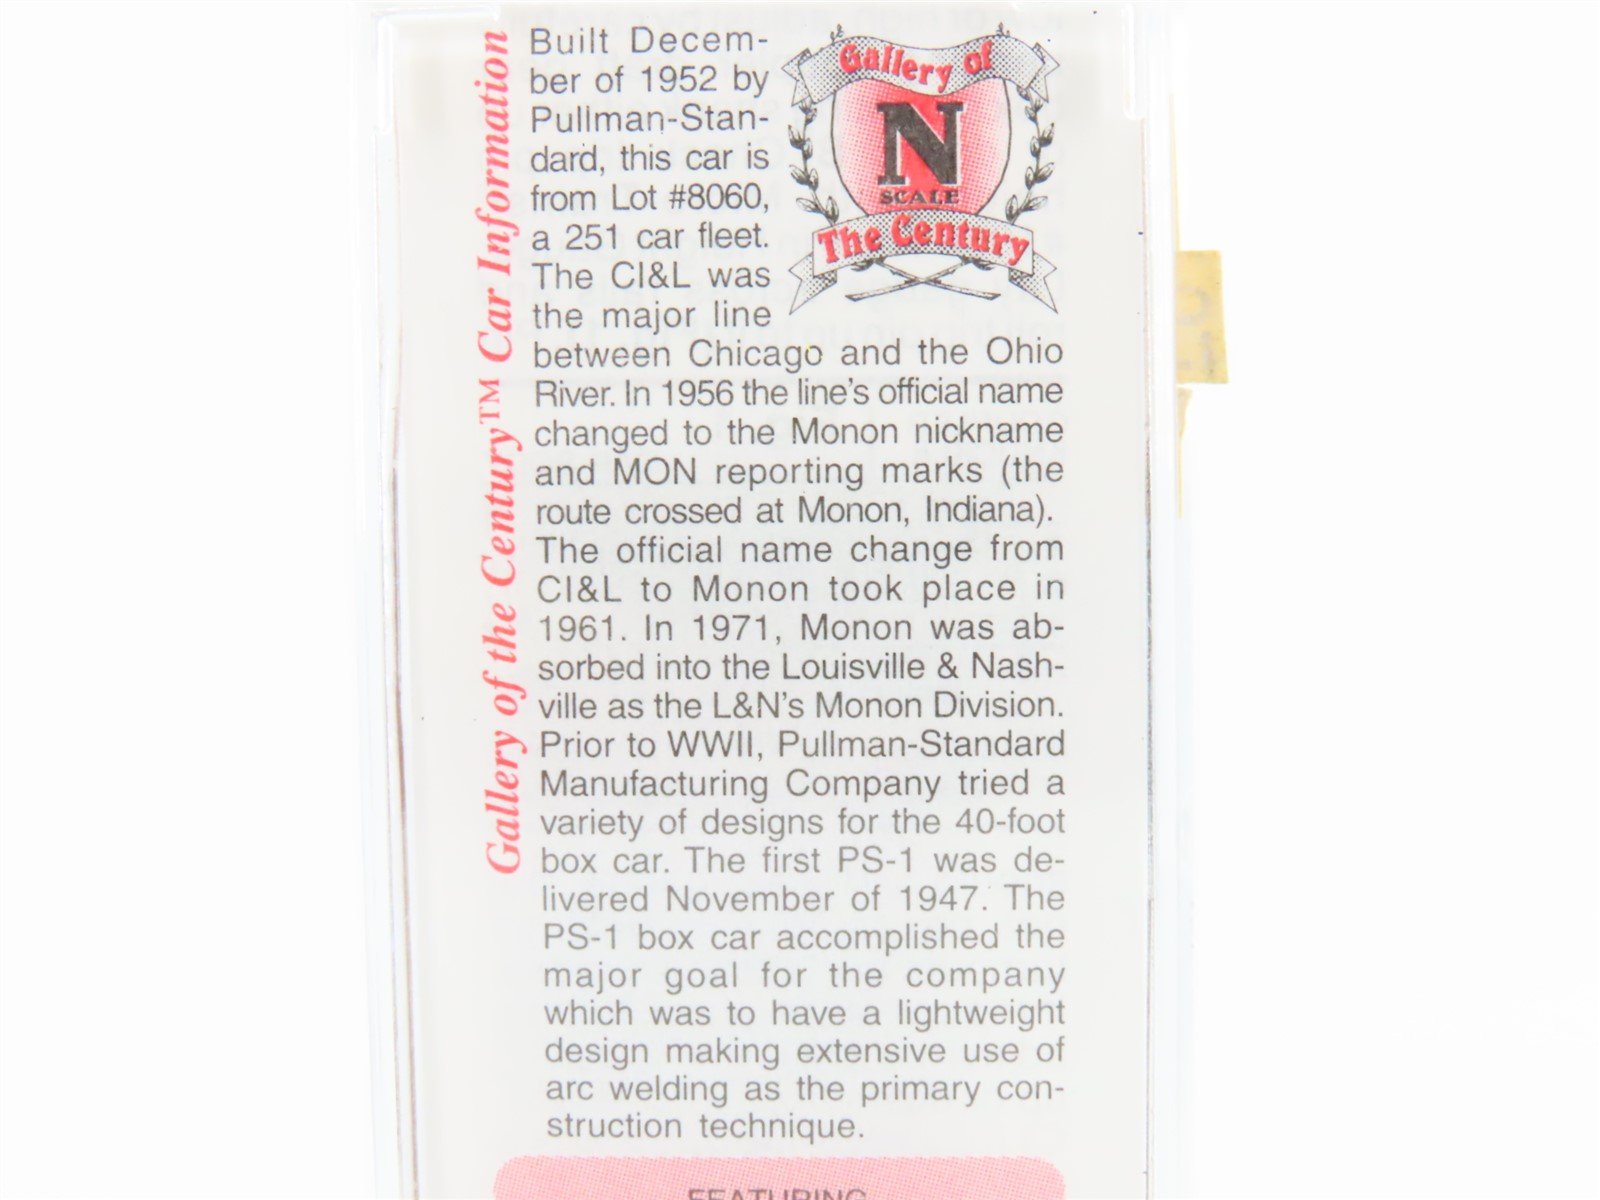 Gallery of the Century™ Car Information
Built Decem-
ber of 1952 by
Pullman-Stan-
dard, this car is
from Lot #8060,
a 251 car fleet.
The CI&L was
the major line
between Chicago and the Ohio
River. In 1956 the line's official name
changed to the Monon nickname
and MON reporting marks (the
route crossed at Monon, Indiana).
The official name change from
CI&L to Monon took place in
1961. In 1971, Monon was ab-
sorbed into the Louisville & Nash-
ville as the L&N's Monon Division.
Prior to WWII, Pullman-Standard
Manufacturing Company tried a
variety of designs for the 40-foot
box car. The first PS-1 was de-
livered November of 1947. The
PS-1 box car accomplished the
major goal for the company
which was to have a lightweight
design making extensive use of
arc welding as the primary con-
struction technique.
Gallery of
N
SCALE
The Century
FEATURING